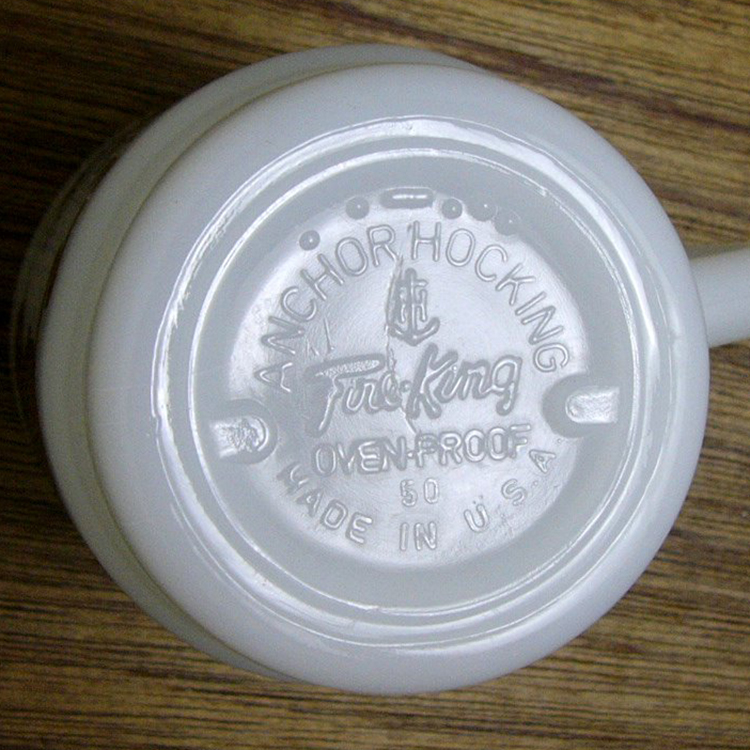 ANCHOR HOCKING
Fire-King
OVEN-PROOF
50
MADE IN U.S.A.